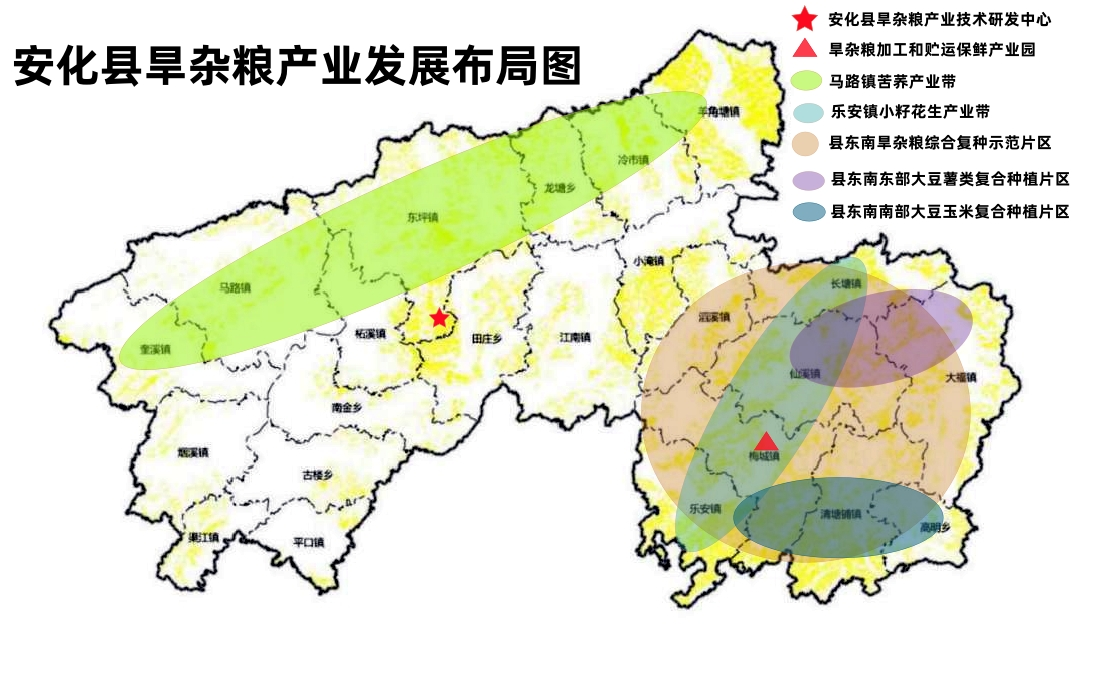 安化县旱杂粮产业发展布局图
安化县旱杂粮产业技术研发中心
旱杂粮加工和贮运保鲜产业园
马路镇苦荞产业带
乐安镇小籽花生产业带
县东南旱杂粮综合复种示范片区
县东南东部大豆薯类复合种植片区
县东南南部大豆玉米复合种植片区
羊角塘镇
冷市镇
龙塘乡
东坪镇
小淹镇
长塘镇
马路镇
滔溪镇
柘溪镇
田庄乡
江南镇
奎溪镇
仙溪镇
大福镇
南金乡
烟溪镇
梅城镇
古楼乡
乐安镇
清塘铺镇
高明乡
渠江镇
平口镇